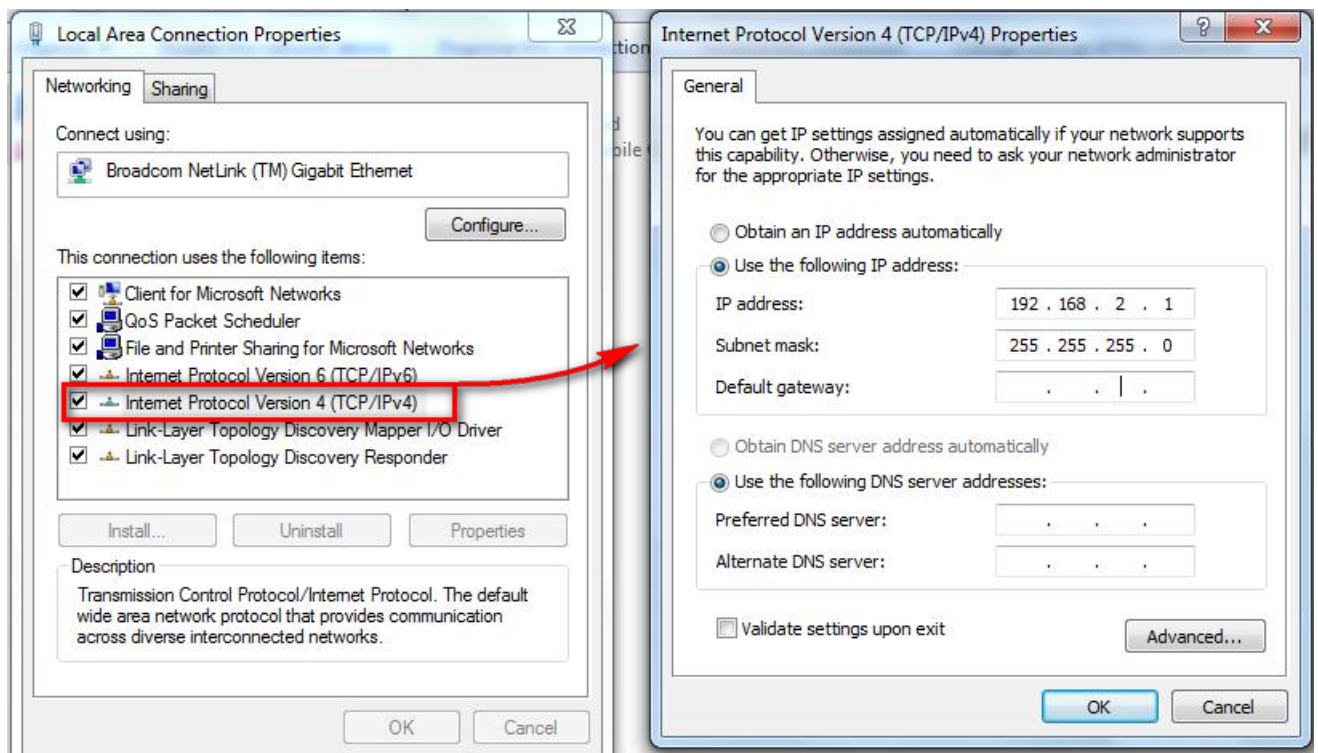 Local Area Connection Properties
Networking
Sharing
Connect using:
Broadcom NetLink (TM) Gigabit Ethernet
Configure...
This connection uses the following items:
Client for Microsoft Networks
QoS Packet Scheduler
File and Printer Sharing for Microsoft Networks
Internet Protocol Version 6 (TCP/IPv6)
Internet Protocol Version 4 (TCP/IPv4)
Link-Layer Topology Discovery Mapper I/O Driver
Link-Layer Topology Discovery Responder
Install...
Uninstall
Properties
Description
Transmission Control Protocol/Internet Protocol. The default
wide area network protocol that provides communication
across diverse interconnected networks.
OK
Cancel
Internet Protocol Version 4 (TCP/IPv4) Properties
General
You can get IP settings assigned automatically if your network supports
this capability. Otherwise, you need to ask your network administrator
for the appropriate IP settings.
Obtain an IP address automatically
Use the following IP address:
IP address: 192 . 168 . 2 . 1
Subnet mask: 255 . 255 . 255 . 0
Default gateway: . . .
Obtain DNS server address automatically
Use the following DNS server addresses:
Preferred DNS server: . . .
Alternate DNS server: . . .
Validate settings upon exit
Advanced...
OK
Cancel